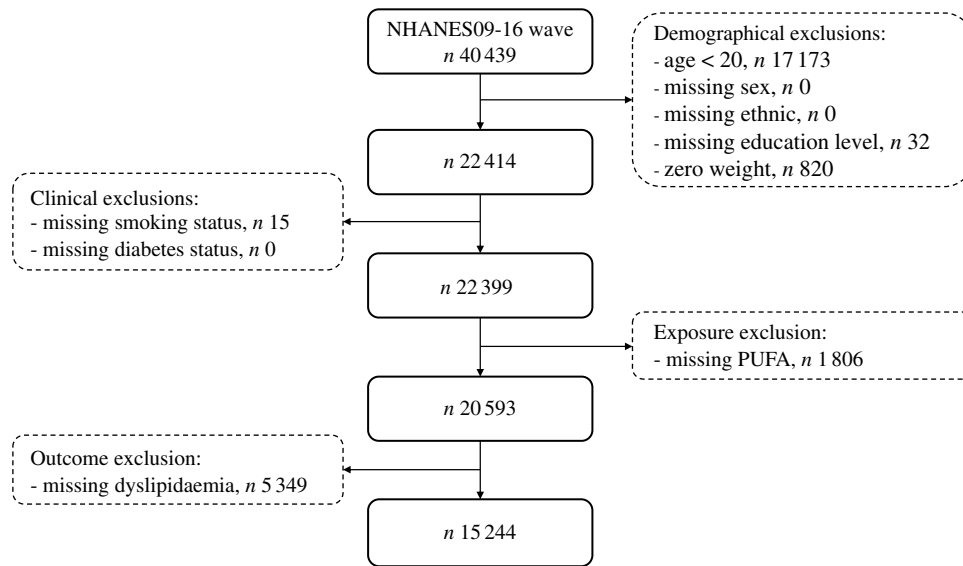 NHANES09-16 wave
n 40 439
Demographical exclusions:
- age < 20, n 17 173
- missing sex, n 0
- missing ethnic, n 0
- missing education level, n 32
- zero weight, n 820
n 22 414
Clinical exclusions:
- missing smoking status, n 15
- missing diabetes status, n 0
n 22 399
Exposure exclusion:
- missing PUFA, n 1 806
n 20 593
Outcome exclusion:
- missing dyslipidaemia, n 5 349
n 15 244